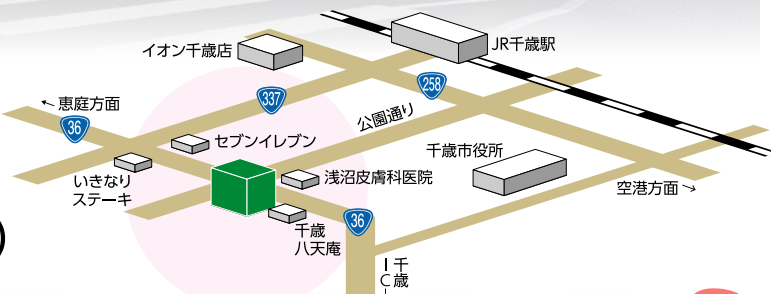 イオン千歳店
JR千歳駅
258
337
← 恵庭方面
36
公園通り
セブンイレブン
千歳市役所
いきなり
ステーキ
浅沼皮膚科医院
空港方面 →
36
千歳
八天庵
千歳IC
)